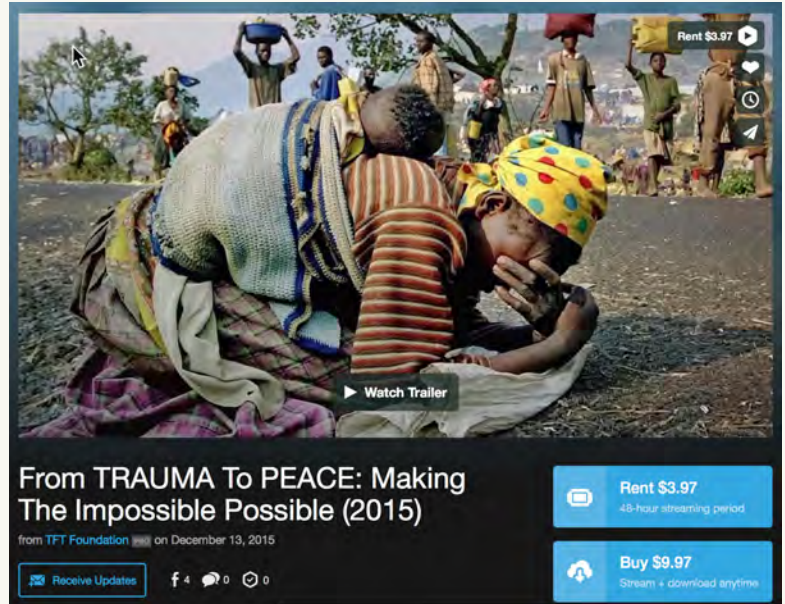 Rent $3.97
Watch Trailer
From TRAUMA To PEACE: Making
The Impossible Possible (2015)
from TFT Foundation PRO on December 13, 2015
Receive Updates f 4 0 0
Rent $3.97
48-hour streaming period
Buy $9.97
Stream + download anytime